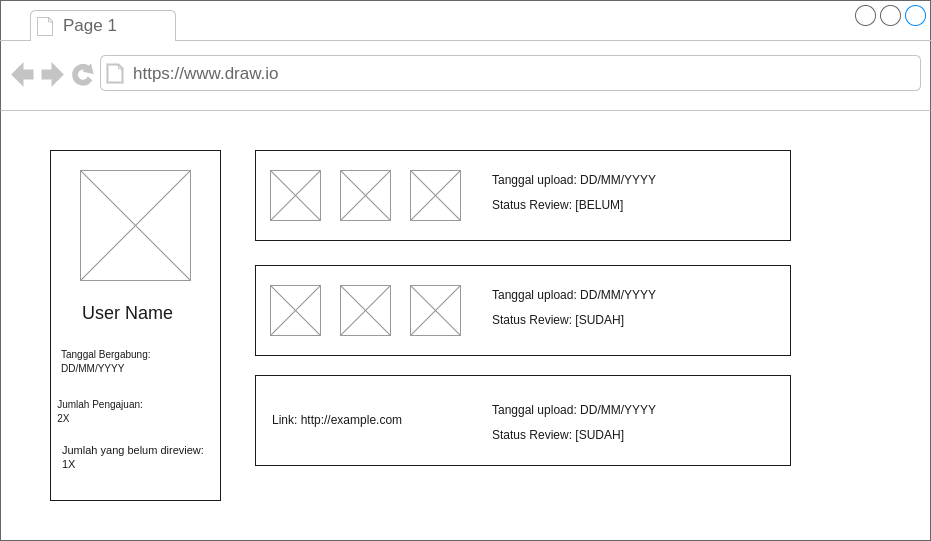 Page 1
https://www.draw.io
User Name
Tanggal Bergabung:
DD/MM/YYYY
Jumlah Pengajuan:
2X
Jumlah yang belum direview:
1X
Tanggal upload: DD/MM/YYYY
Status Review: [BELUM]
Tanggal upload: DD/MM/YYYY
Status Review: [SUDAH]
Link: http://example.com
Tanggal upload: DD/MM/YYYY
Status Review: [SUDAH]